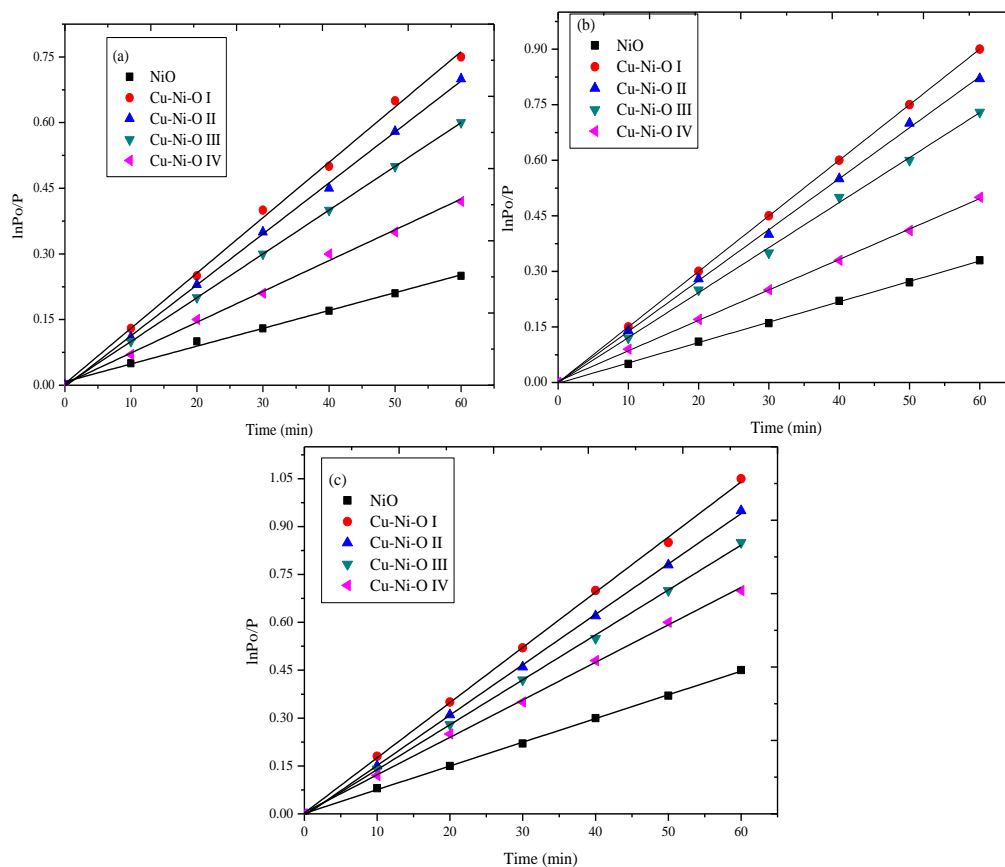 (a)
NiO
Cu-Ni-O I
Cu-Ni-O II
Cu-Ni-O III
Cu-Ni-O IV
lnPo/P
0.75
0.60
0.45
0.30
0.15
0.00
0 10 20 30 40 50 60
Time (min)
(b)
NiO
Cu-Ni-O I
Cu-Ni-O II
Cu-Ni-O III
Cu-Ni-O IV
lnPo/P
0.90
0.75
0.60
0.45
0.30
0.15
0.00
0 10 20 30 40 50 60
Time (min)
(c)
NiO
Cu-Ni-O I
Cu-Ni-O II
Cu-Ni-O III
Cu-Ni-O IV
lnPo/P
1.05
0.90
0.75
0.60
0.45
0.30
0.15
0.00
0 10 20 30 40 50 60
Time (min)